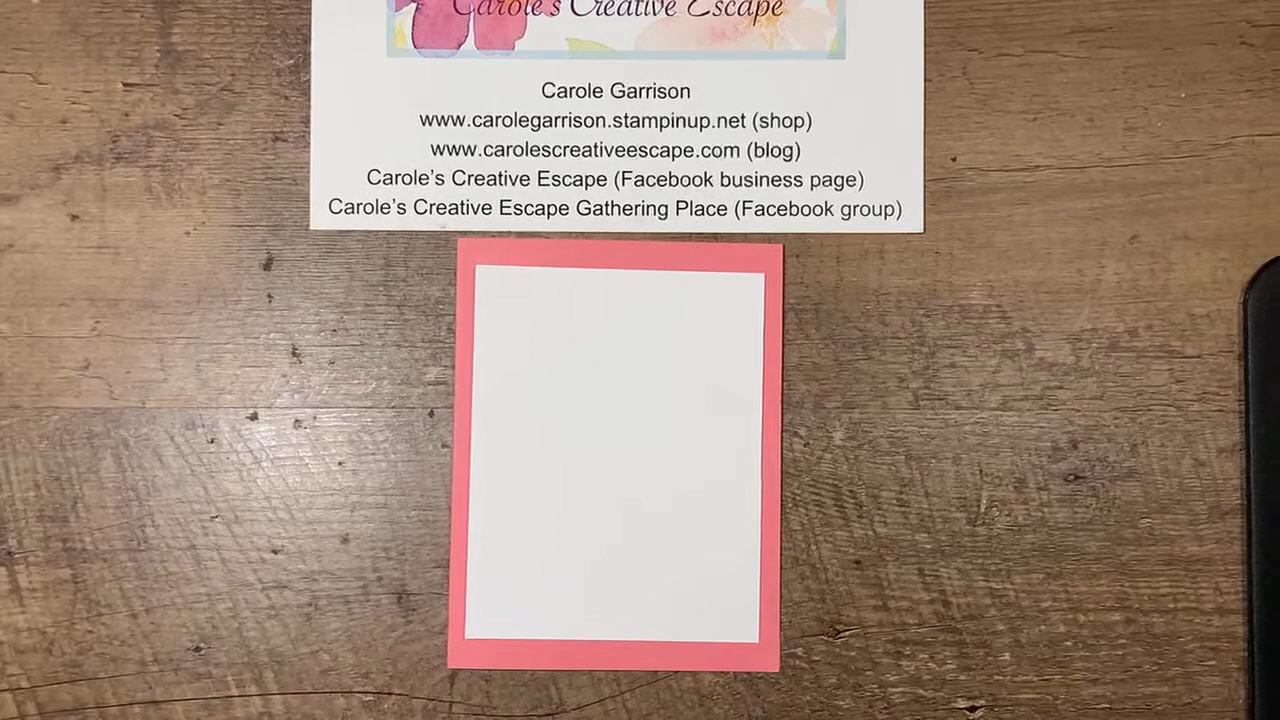 Carole's Creative Escape
Carole Garrison
www.carolegarrison.stampinup.net (shop)
www.carolescreativeescape.com (blog)
Carole’s Creative Escape (Facebook business page)
Carole’s Creative Escape Gathering Place (Facebook group)